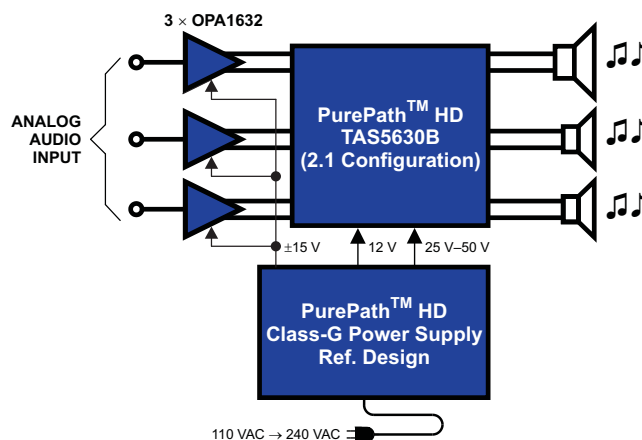 3 × OPA1632
ANALOG
AUDIO
INPUT
PurePath™ HD
TAS5630B
(2.1 Configuration)
±15 V
12 V
25 V–50 V
PurePath™ HD
Class-G Power Supply
Ref. Design
110 VAC → 240 VAC